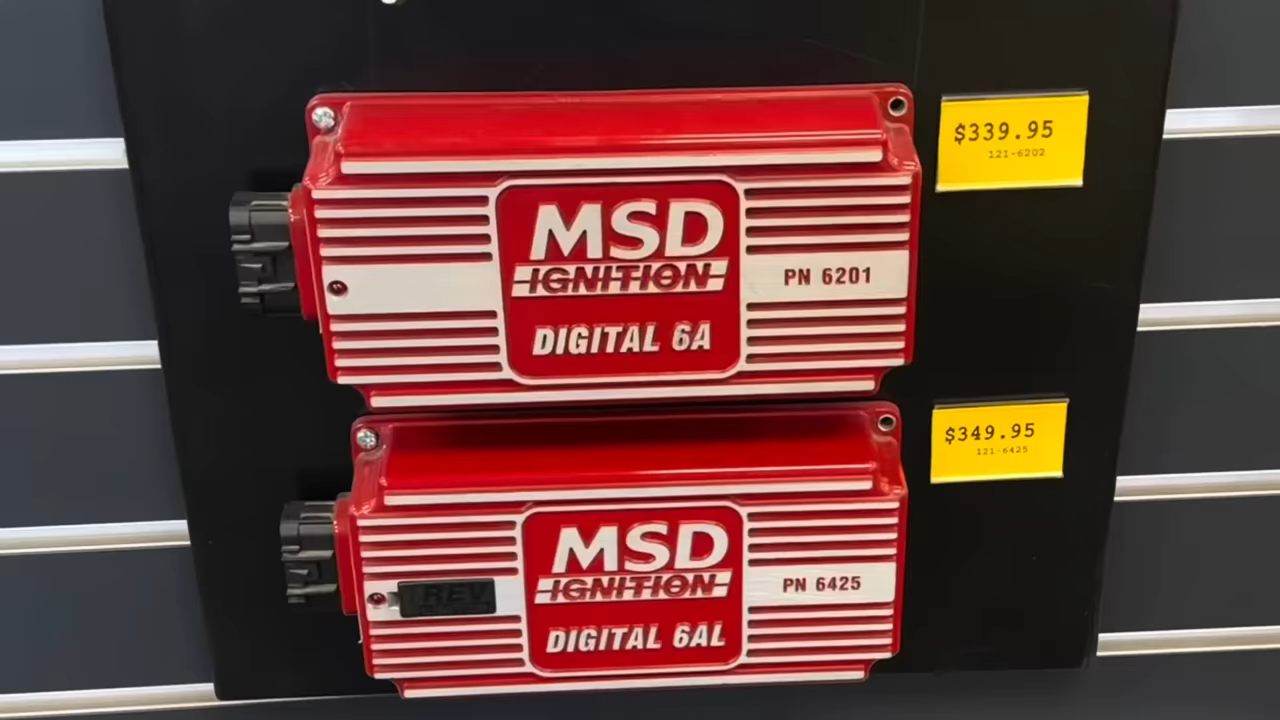 $339.95
121-6202
MSD
IGNITION
PN 6201
DIGITAL 6A
$349.95
121-6425
MSD
IGNITION
REV
PN 6425
DIGITAL 6AL